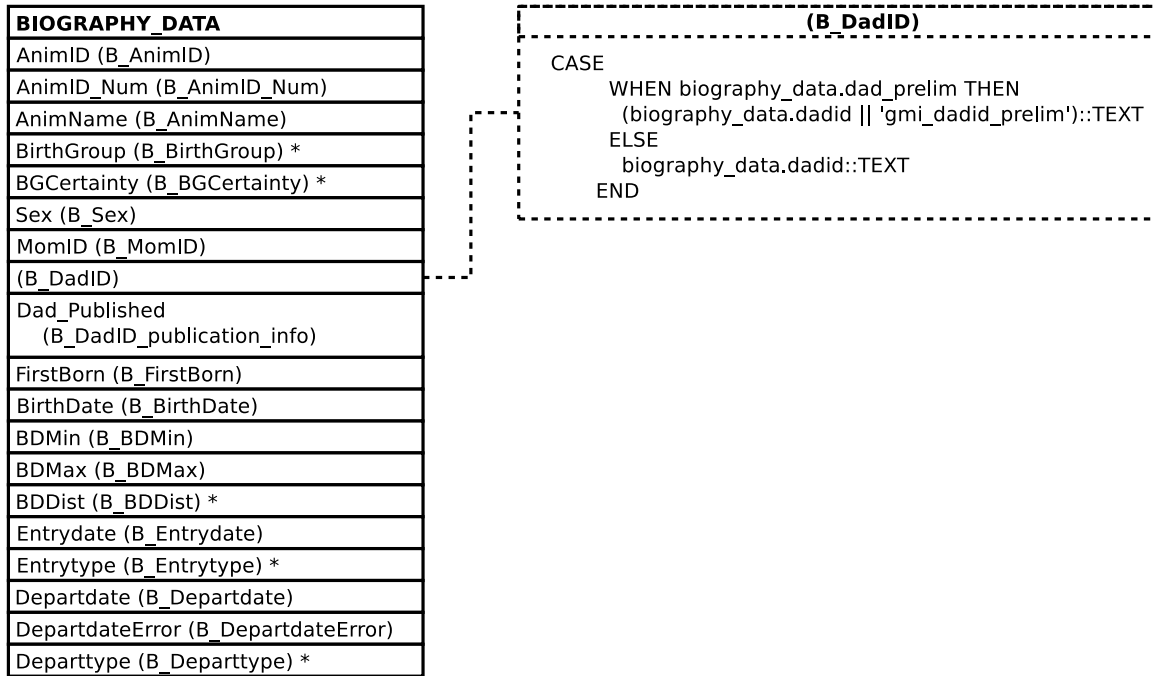 BIOGRAPHY_DATA
AnimID (B_AnimID)
AnimID_Num (B_AnimID_Num)
AnimName (B_AnimName)
BirthGroup (B_BirthGroup) *
BGCertainty (B_BGCertainty) *
Sex (B_Sex)
MomID (B_MomID)
(B_DadID)
Dad_Published
(B_DadID_publication_info)
FirstBorn (B_FirstBorn)
BirthDate (B_BirthDate)
BDMin (B_BDMin)
BDMax (B_BDMax)
BDDist (B_BDDist) *
Entrydate (B_Entrydate)
Entrytype (B_Entrytype) *
Departdate (B_Departdate)
DepartdateError (B_DepartdateError)
Departtype (B_Departtype) *
(B_DadID)
CASE
WHEN biography_data.dad_prelim THEN
(biography_data.dadid || 'gmi_dadid_prelim')::TEXT
ELSE
biography_data.dadid::TEXT
END